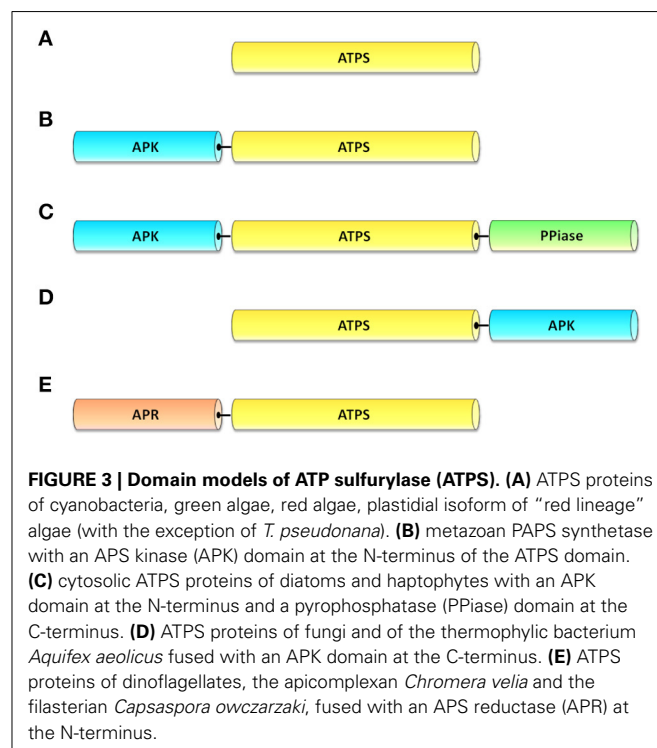 A
ATPS
B
APK
ATPS
C
APK
ATPS
PPiase
D
ATPS
APK
E
APR
ATPS
FIGURE 3 | Domain models of ATP sulfurylase (ATPS). (A) ATPS proteins
of cyanobacteria, green algae, red algae, plastidial isoform of "red lineage"
algae (with the exception of T. pseudonana). (B) metazoan PAPS synthetase
with an APS kinase (APK) domain at the N-terminus of the ATPS domain.
(C) cytosolic ATPS proteins of diatoms and haptophytes with an APK
domain at the N-terminus and a pyrophosphatase (PPiase) domain at the
C-terminus. (D) ATPS proteins of fungi and of the thermophylic bacterium
Aquifex aeolicus fused with an APK domain at the C-terminus. (E) ATPS
proteins of dinoflagellates, the apicomplexan Chromera velia and the
filasterian Capsaspora owczarzaki, fused with an APS reductase (APR) at
the N-terminus.